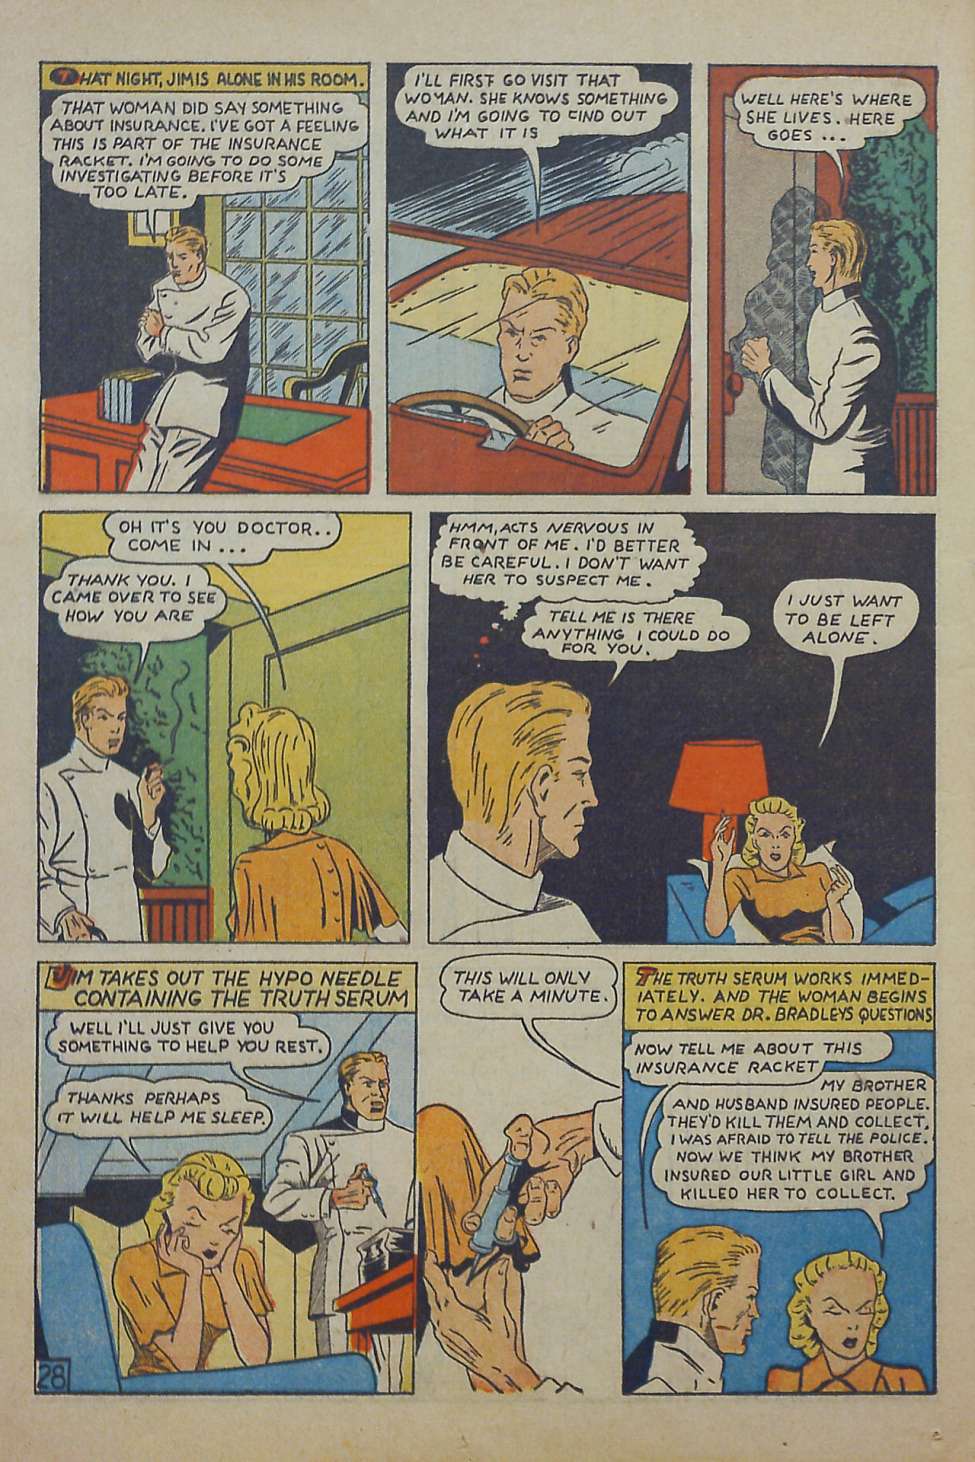 THAT NIGHT, JIM IS ALONE IN HIS ROOM.
THAT WOMAN DID SAY SOMETHING
ABOUT INSURANCE. I'VE GOT A FEELING
THIS IS PART OF THE INSURANCE
RACKET. I'M GOING TO DO SOME
INVESTIGATING BEFORE IT'S
TOO LATE.
I'LL FIRST GO VISIT THAT
WOMAN. SHE KNOWS SOMETHING
AND I'M GOING TO FIND OUT
WHAT IT IS
WELL HERE'S WHERE
SHE LIVES. HERE
GOES ...
OH IT'S YOU DOCTOR..
COME IN ...
THANK YOU. I
CAME OVER TO SEE
HOW YOU ARE
HMM, ACTS NERVOUS IN
FRONT OF ME. I'D BETTER
BE CAREFUL. I DON'T WANT
HER TO SUSPECT ME.
TELL ME IS THERE
ANYTHING I COULD DO
FOR YOU.
I JUST WANT
TO BE LEFT
ALONE.
JIM TAKES OUT THE HYPO NEEDLE
CONTAINING THE TRUTH SERUM
WELL I'LL JUST GIVE YOU
SOMETHING TO HELP YOU REST.
THANKS PERHAPS
IT WILL HELP ME SLEEP.
28
THIS WILL ONLY
TAKE A MINUTE.
THE TRUTH SERUM WORKS IMMED-
IATELY. AND THE WOMAN BEGINS
TO ANSWER DR. BRADLEYS QUESTIONS
NOW TELL ME ABOUT THIS
INSURANCE RACKET
MY BROTHER
AND HUSBAND INSURED PEOPLE.
THEY'D KILL THEM AND COLLECT.
I WAS AFRAID TO TELL THE POLICE.
NOW WE THINK MY BROTHER
INSURED OUR LITTLE GIRL AND
KILLED HER TO COLLECT.